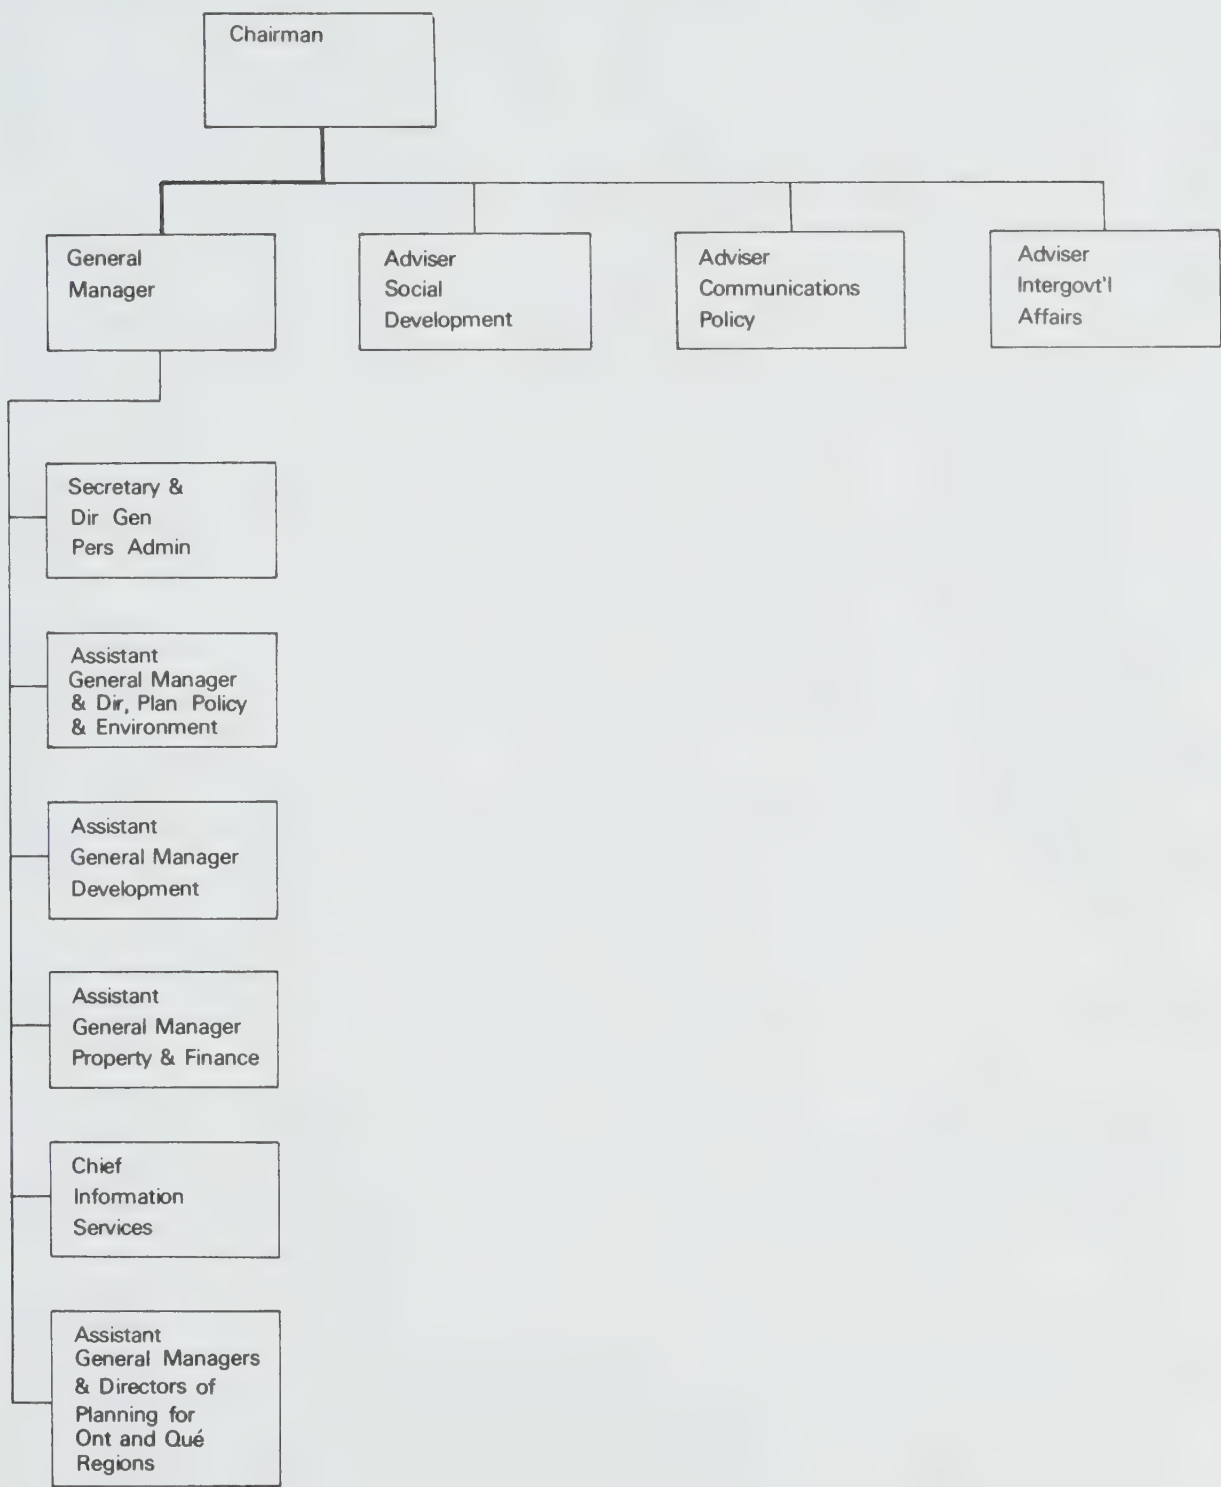 Chairman
General
Manager
Adviser
Social
Development
Adviser
Communications
Policy
Adviser
Intergovt'l
Affairs
Secretary &
Dir Gen
Pers Admin
Assistant
General Manager
& Dir, Plan Policy
& Environment
Assistant
General Manager
Development
Assistant
General Manager
Property & Finance
Chief
Information
Services
Assistant
General Managers
& Directors of
Planning for
Ont and Qué
Regions